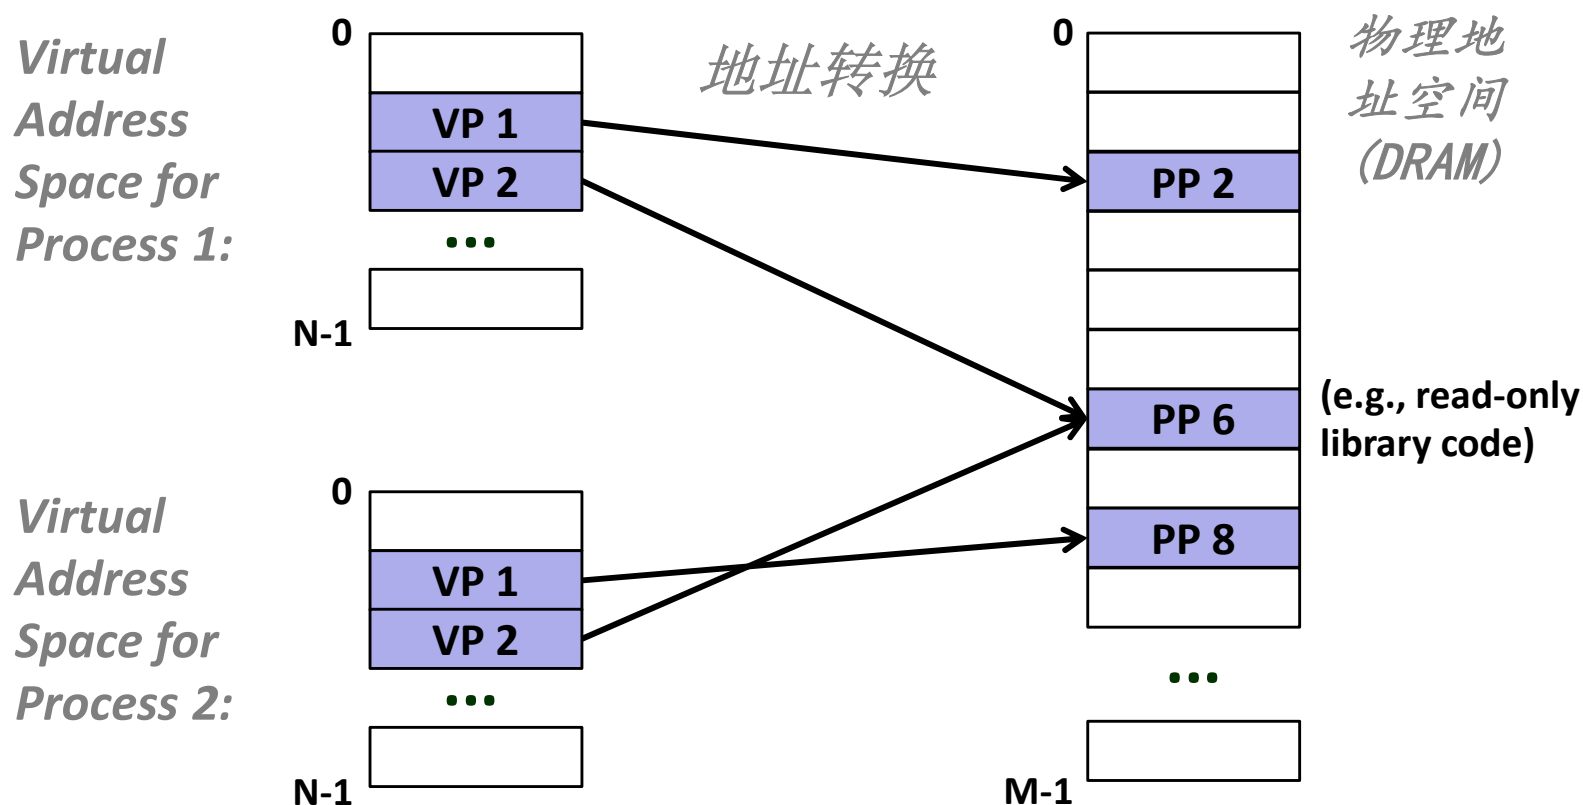 Virtual
Address
Space for
Process 1:
0
VP 1
VP 2
...
N-1
地址转换
0
PP 2
PP 6
PP 8
...
M-1
物理地
址空间
(DRAM)
(e.g., read-only
library code)
Virtual
Address
Space for
Process 2:
0
VP 1
VP 2
...
N-1